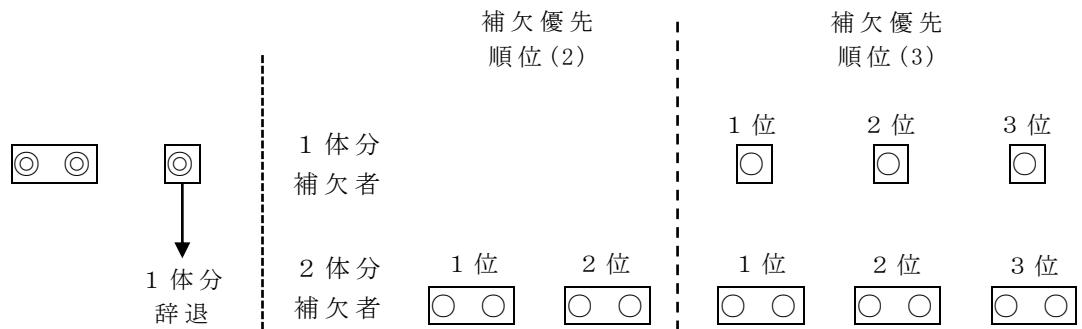 補欠優先
順位(2)
補欠優先
順位(3)
1体分
補欠者
1位
2位
3位
◎ ◎
◎
○
○
○
1体分
辞退
2体分
補欠者
1位
2位
1位
2位
3位
○ ○
○ ○
○ ○
○ ○
○ ○